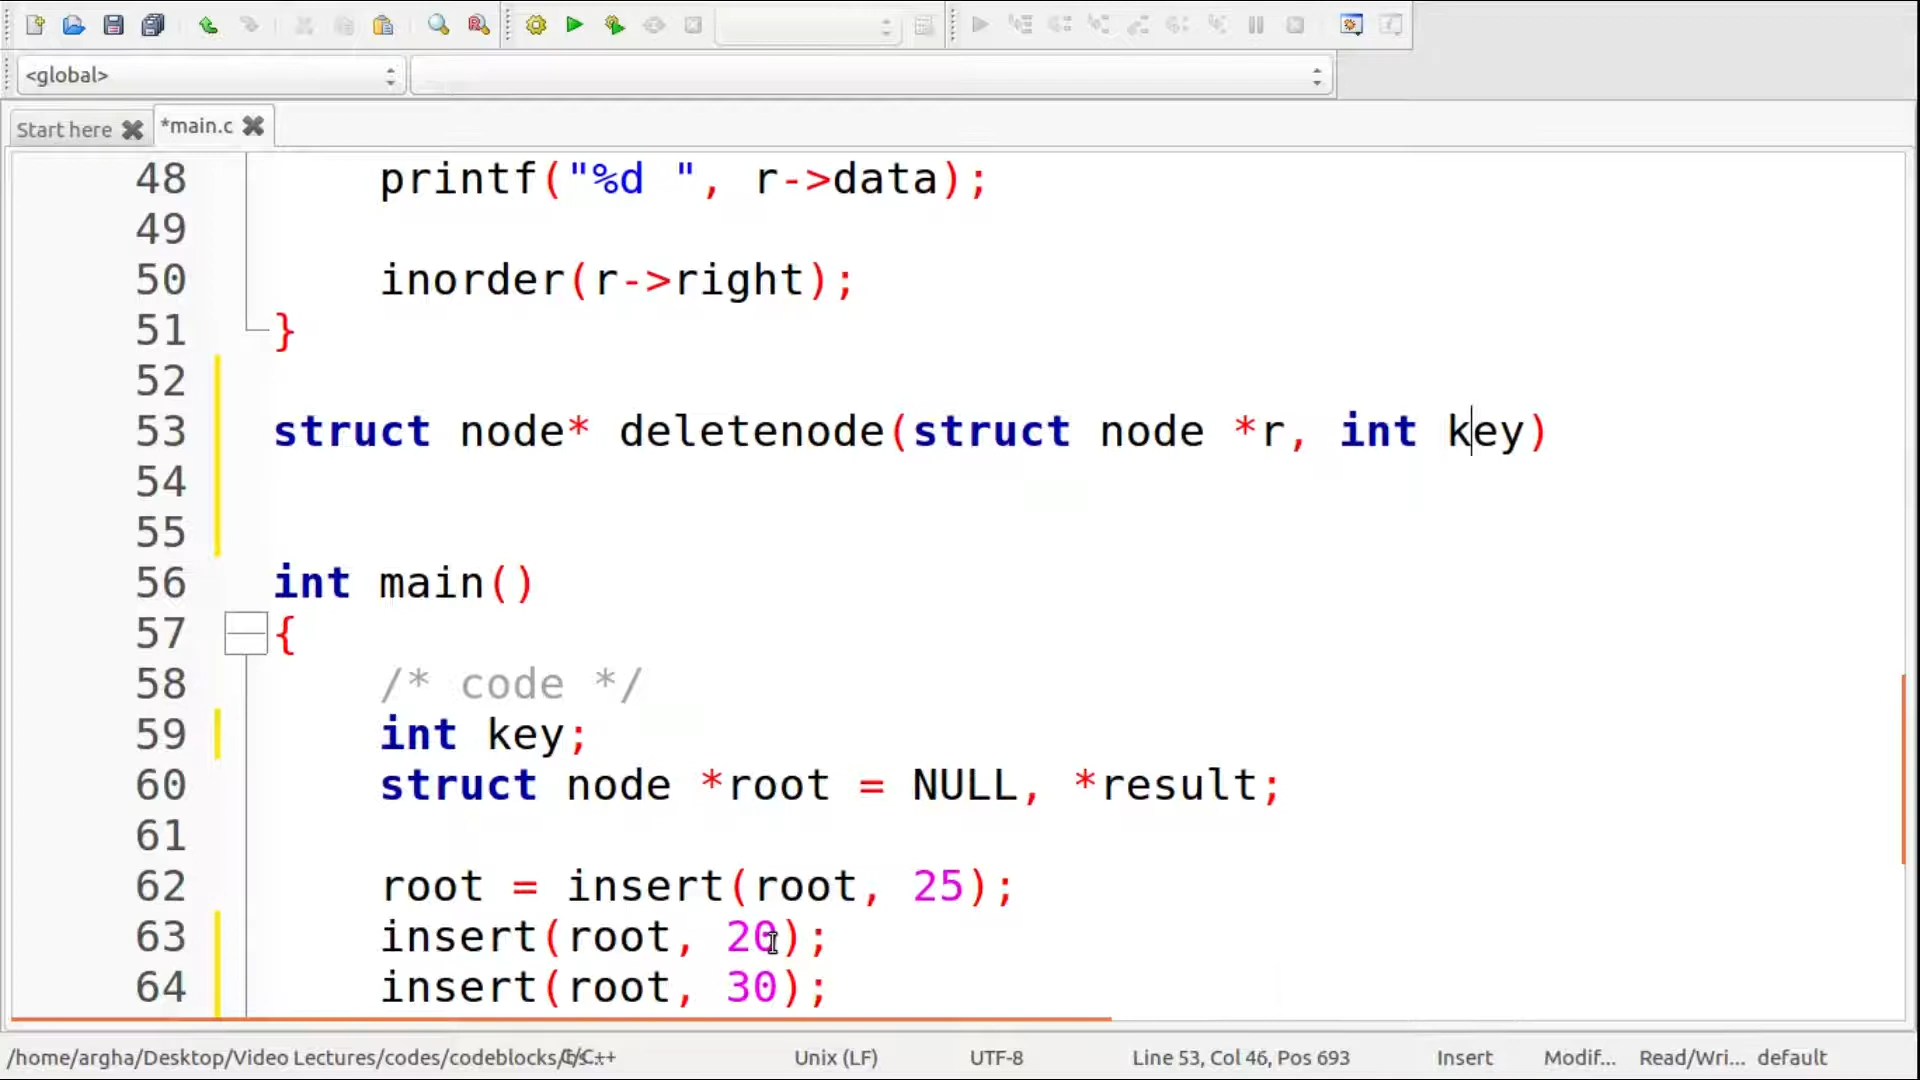 <global>
Start here
*main.c
48 printf("%d ", r->data);
49
50 inorder(r->right);
51 }
52
53 struct node* deletenode(struct node *r, int key)
54
55
56 int main()
57 {
58 /* code */
59 int key;
60 struct node *root = NULL, *result;
61
62 root = insert(root, 25);
63 insert(root, 20);
64 insert(root, 30);
/home/argha/Desktop/Video Lectures/codes/codeblocks/ C/C++ Unix (LF) UTF-8 Line 53, Col 46, Pos 693 Insert Modif... Read/Wri... default